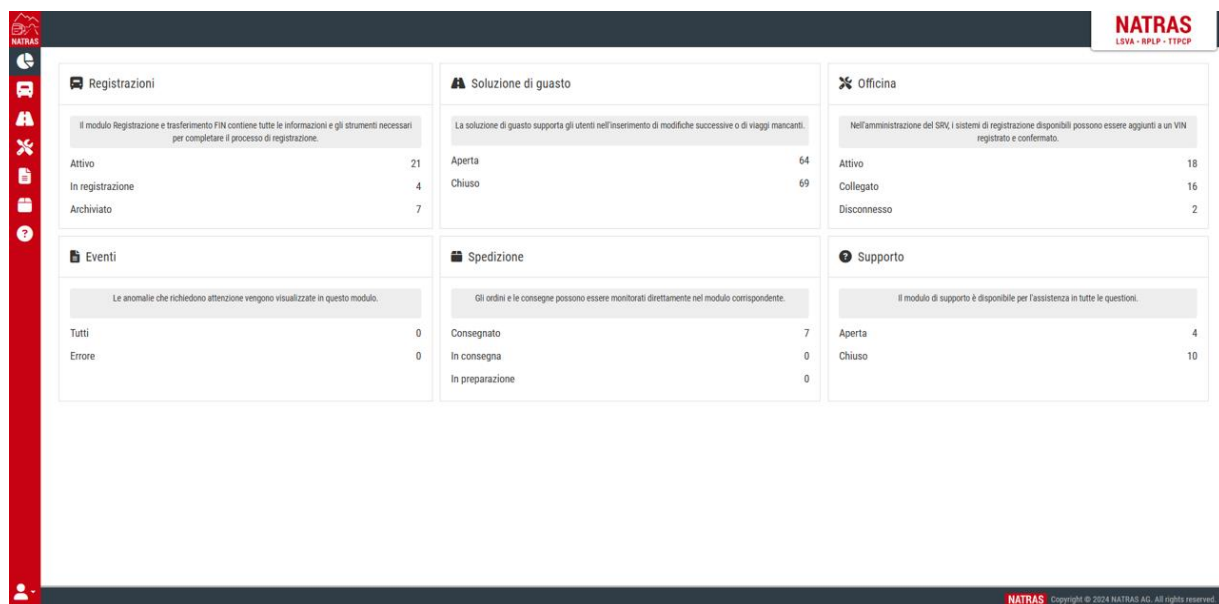 NATRAS
NATRAS
LSVA - RPLP - TTPCP
Registrazioni
Il modulo Registrazione e trasferimento FIN contiene tutte le informazioni e gli strumenti necessari
per completare il processo di registrazione.
Attivo 21
In registrazione 4
Archiviato 7
Soluzione di guasto
La soluzione di guasto supporta gli utenti nell'inserimento di modifiche successive o di viaggi mancanti.
Aperta 64
Chiuso 69
Officina
Nell'amministrazione del SRV, i sistemi di registrazione disponibili possono essere aggiunti a un VIN
registrato e confermato.
Attivo 18
Collegato 16
Disconnesso 2
Eventi
Le anomalie che richiedono attenzione vengono visualizzate in questo modulo.
Tutti 0
Errore 0
Spedizione
Gli ordini e le consegne possono essere monitorati direttamente nel modulo corrispondente.
Consegnato 7
In consegna 0
In preparazione 0
Supporto
Il modulo di supporto è disponibile per l'assistenza in tutte le questioni.
Aperta 4
Chiuso 10
NATRAS Copyright © 2024 NATRAS AG. All rights reserved.